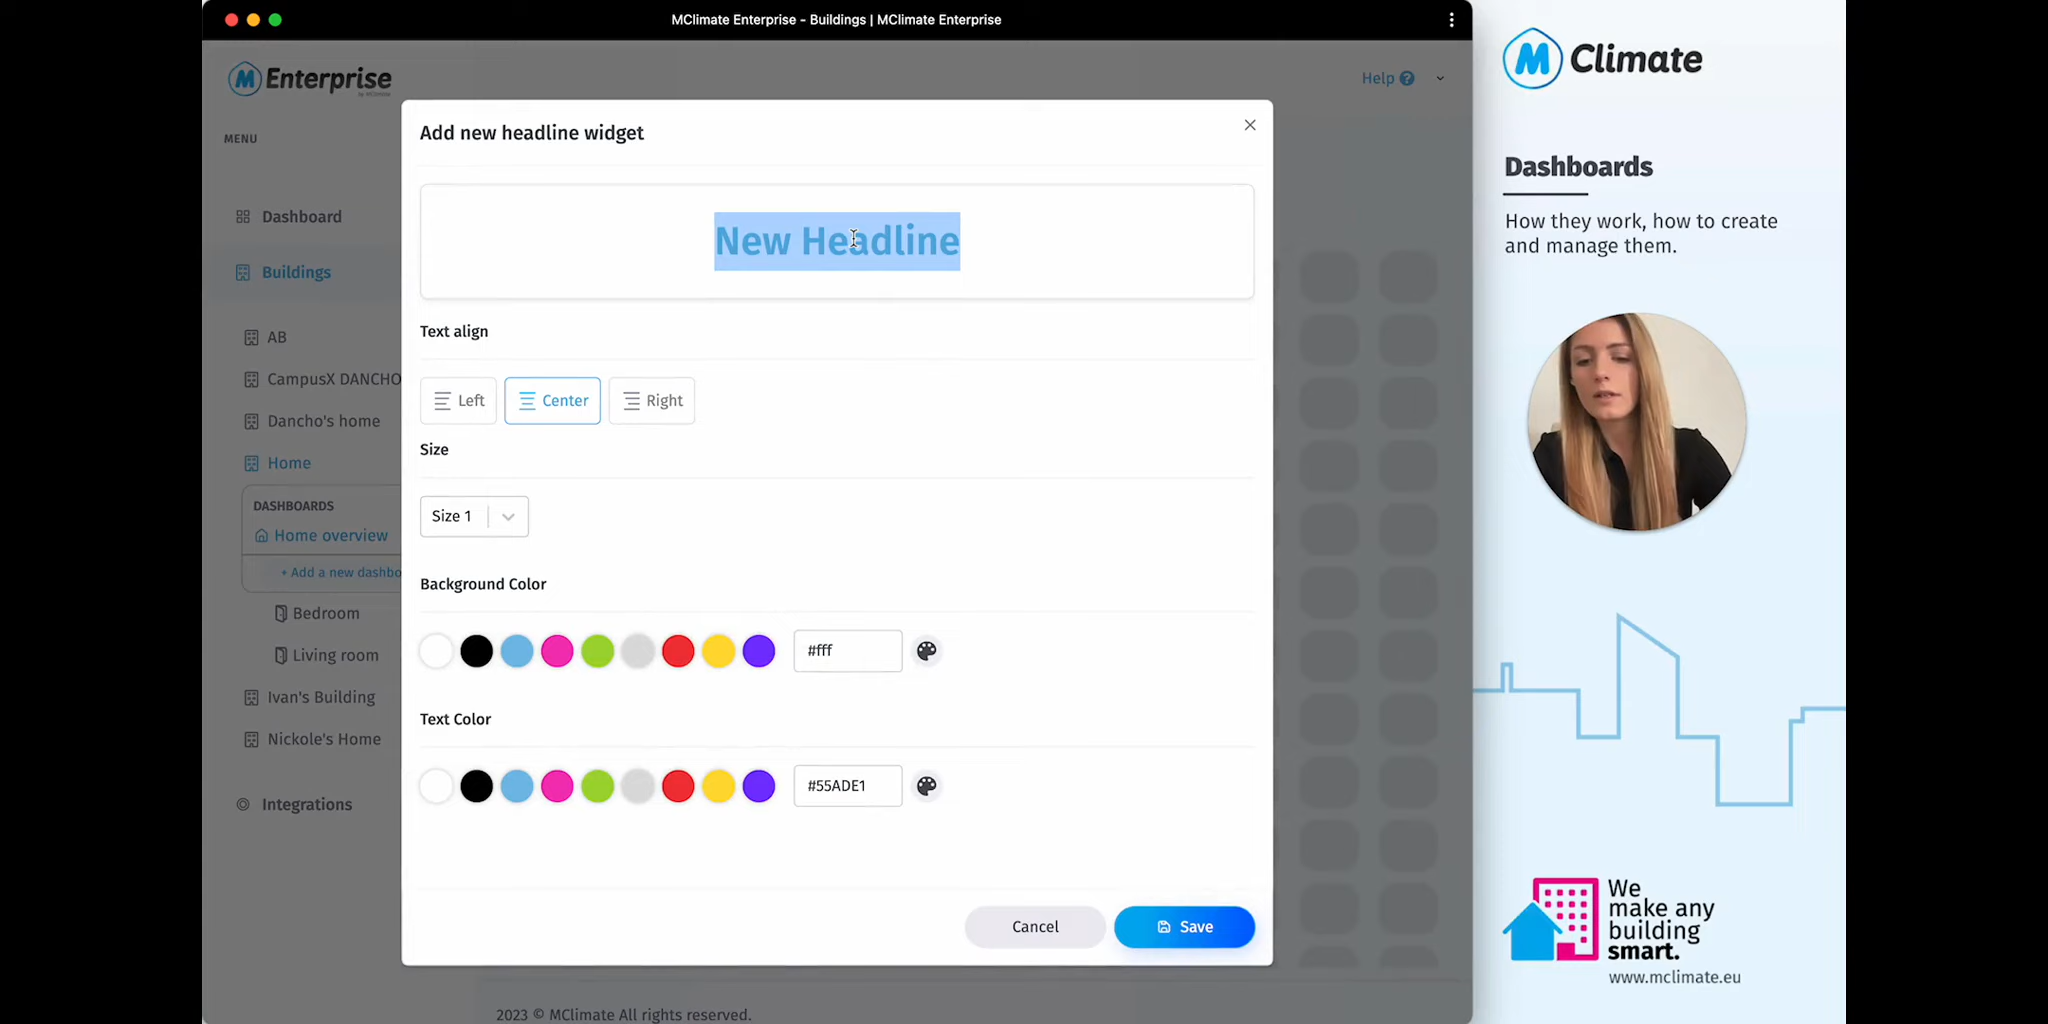 MClimate Enterprise - Buildings | MClimate Enterprise
M Enterprise
Help
MENU
Dashboard
Buildings
AB
CampusX DANCHO
Dancho's home
Home
DASHBOARDS
Home overview
+ Add a new dashbo
Bedroom
Living room
Ivan's Building
Nickole's Home
Integrations
Add new headline widget
New Headline
Text align
Left
Center
Right
Size
Size 1
Background Color
#fff
Text Color
#55ADE1
Cancel
Save
2023 © MClimate All rights reserved.
M Climate
Dashboards
How they work, how to create
and manage them.
We
make any
building
smart.
www.mclimate.eu